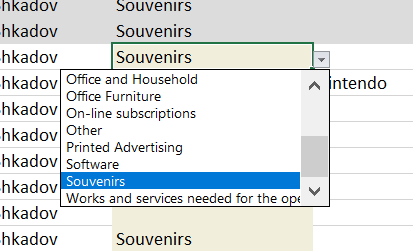 hkadov Souvenirs
hkadov Souvenirs
hkadov Souvenirs
hkadov intendo
Office and Household
Office Furniture
On-line subscriptions
Other
Printed Advertising
Software
Souvenirs
Works and services needed for the ope
hkadov
hkadov
hkadov
hkadov
hkadov
hkadov
hkadov Souvenirs